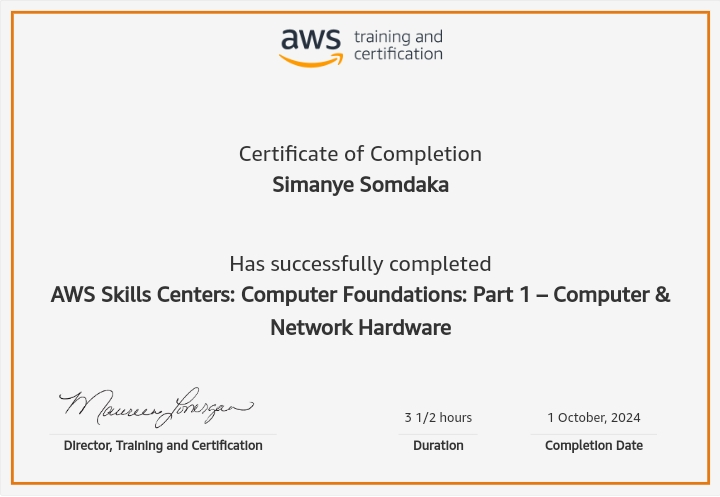 aws training and
certification
Certificate of Completion
Simanye Somdaka
Has successfully completed
AWS Skills Centers: Computer Foundations: Part 1 – Computer &
Network Hardware
Maureen Lonergan
3 1/2 hours
1 October, 2024
Director, Training and Certification
Duration
Completion Date